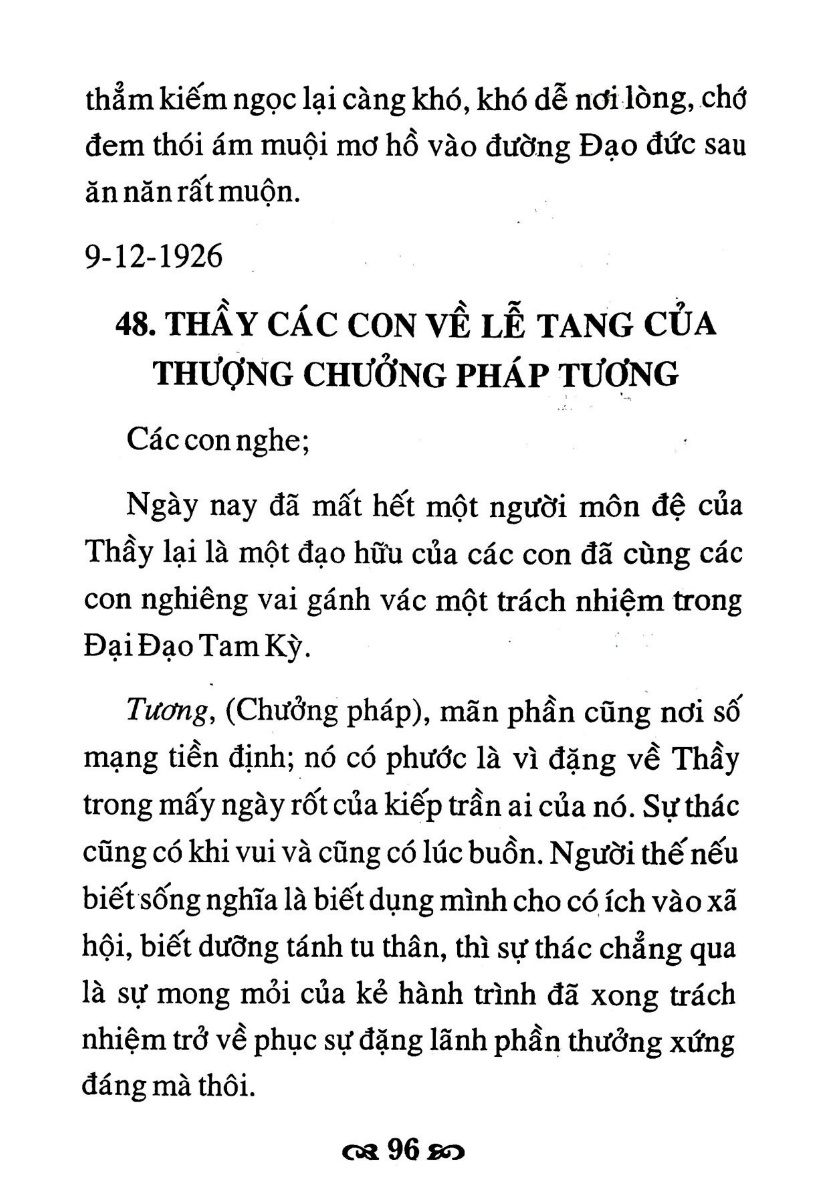 thẳm kiếm ngọc lại càng khó, khó dễ nơi lòng, chớ
đem thói ám muội mơ hồ vào đường Đạo đức sau
ăn năn rất muộn.
9-12-1926
48. THẦY CÁC CON VỀ LỄ TANG CỦA
THƯỢNG CHƯỞNG PHÁP TƯƠNG
Các con nghe;
Ngày nay đã mất hết một người môn đệ của
Thầy lại là một đạo hữu của các con đã cùng các
con nghiêng vai gánh vác một trách nhiệm trong
Đại Đạo Tam Kỳ.
Tương, (Chưởng pháp), mãn phần cũng nơi số
mạng tiền định; nó có phước là vì đặng về Thầy
trong mấy ngày rốt của kiếp trần ai của nó. Sự thác
cũng có khi vui và cũng có lúc buồn. Người thế nếu
biết sống nghĩa là biết dụng mình cho có ích vào xã
hội, biết dưỡng tánh tu thân, thì sự thác chẳng qua
là sự mong mỏi của kẻ hành trình đã xong trách
nhiệm trở về phục sự đặng lãnh phần thưởng xứng
đáng mà thôi.
96